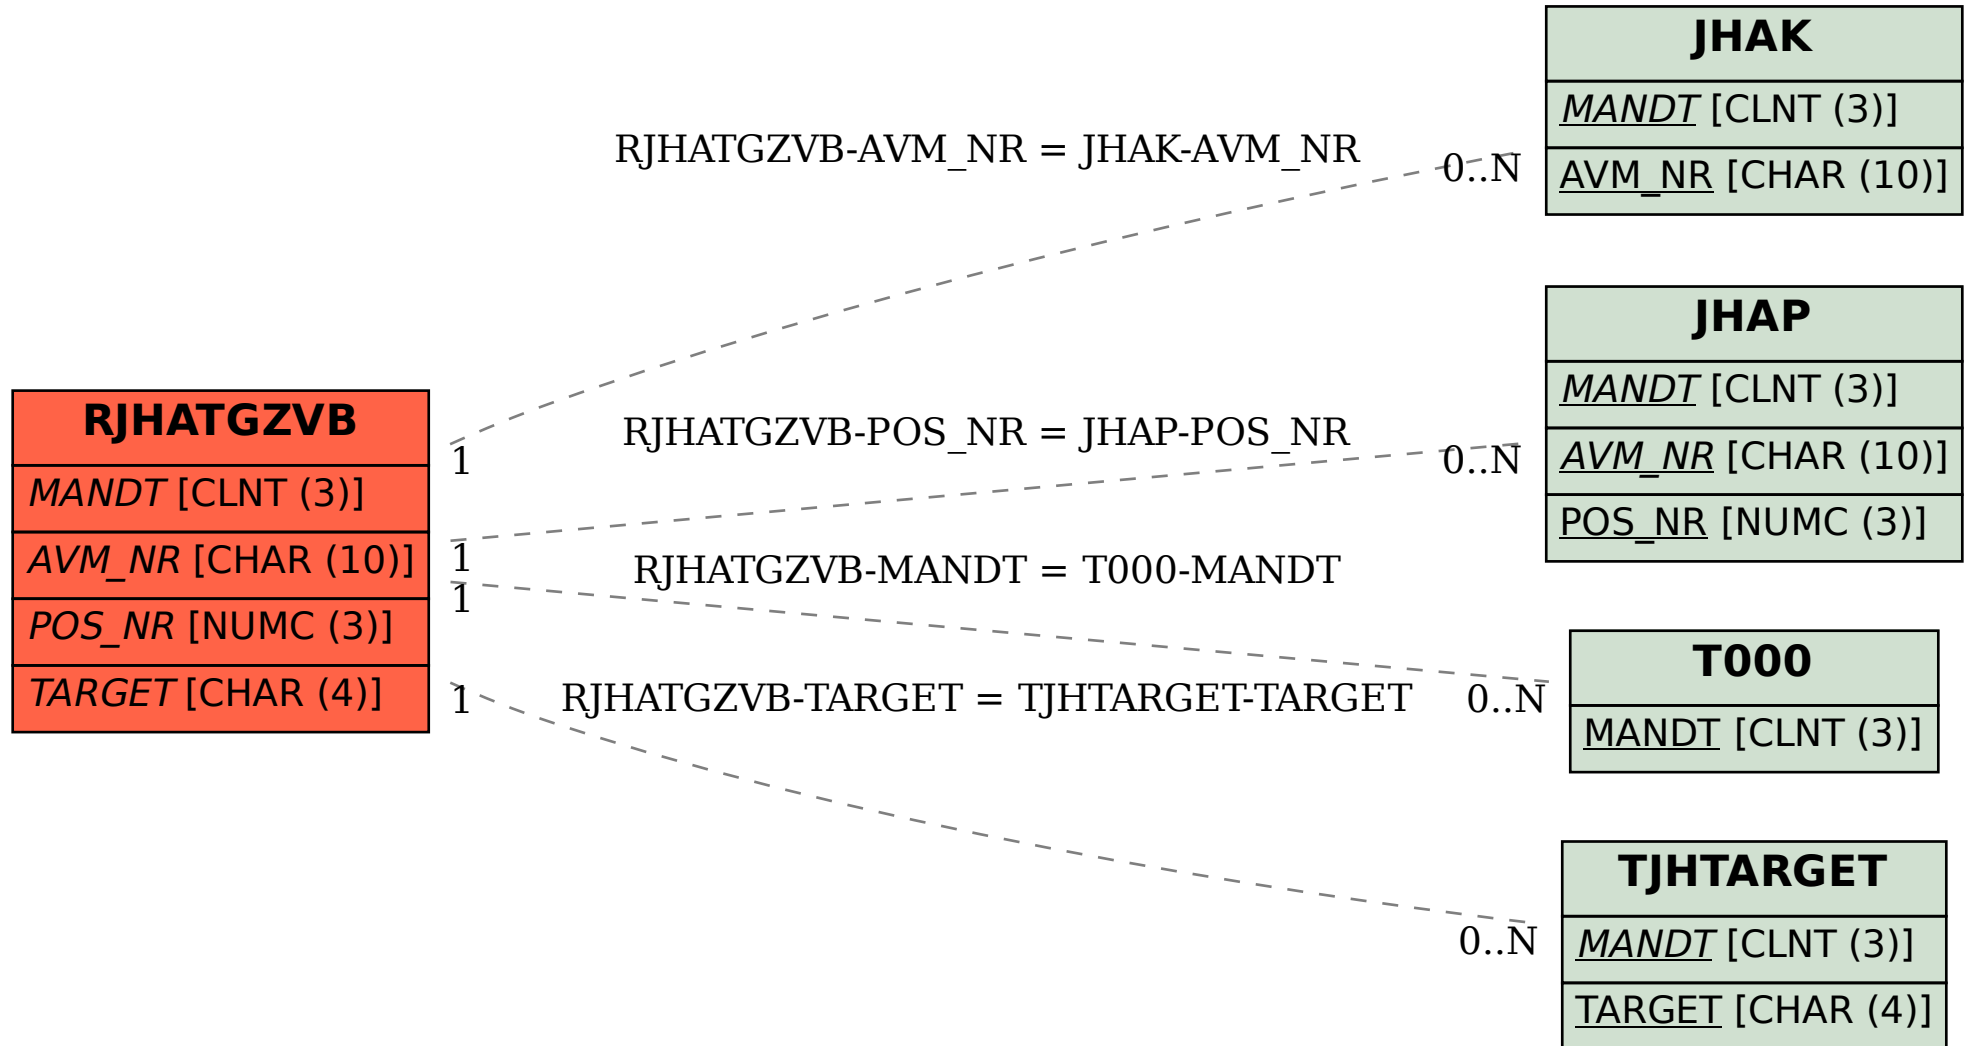 JHAK
MANDT [CLNT (3)]
AVM_NR [CHAR (10)]
RJHATGZVB-AVM_NR = JHAK-AVM_NR
0..N
JHAP
MANDT [CLNT (3)]
AVM_NR [CHAR (10)]
POS_NR [NUMC (3)]
RJHATGZVB
MANDT [CLNT (3)]
AVM_NR [CHAR (10)]
POS_NR [NUMC (3)]
TARGET [CHAR (4)]
1
RJHATGZVB-POS_NR = JHAP-POS_NR
0..N
1
RJHATGZVB-MANDT = T000-MANDT
1
0..N
T000
MANDT [CLNT (3)]
1
RJHATGZVB-TARGET = TJHTARGET-TARGET
0..N
TJHTARGET
MANDT [CLNT (3)]
TARGET [CHAR (4)]